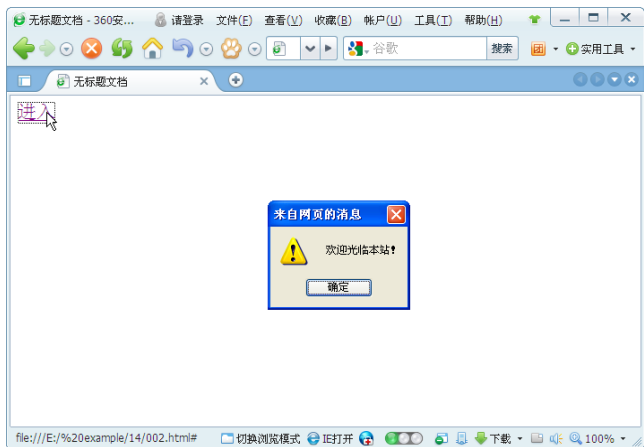 无标题文档 - 360安... 请登录 文件(F) 查看(V) 收藏(B) 帐户(U) 工具(T) 帮助(H)
谷歌 搜索 实用工具
无标题文档
进入
来自网页的消息
欢迎光临本站!
确定
file:///E:/%20example/14/002.html# 切换浏览模式 IE打开 下载 100%